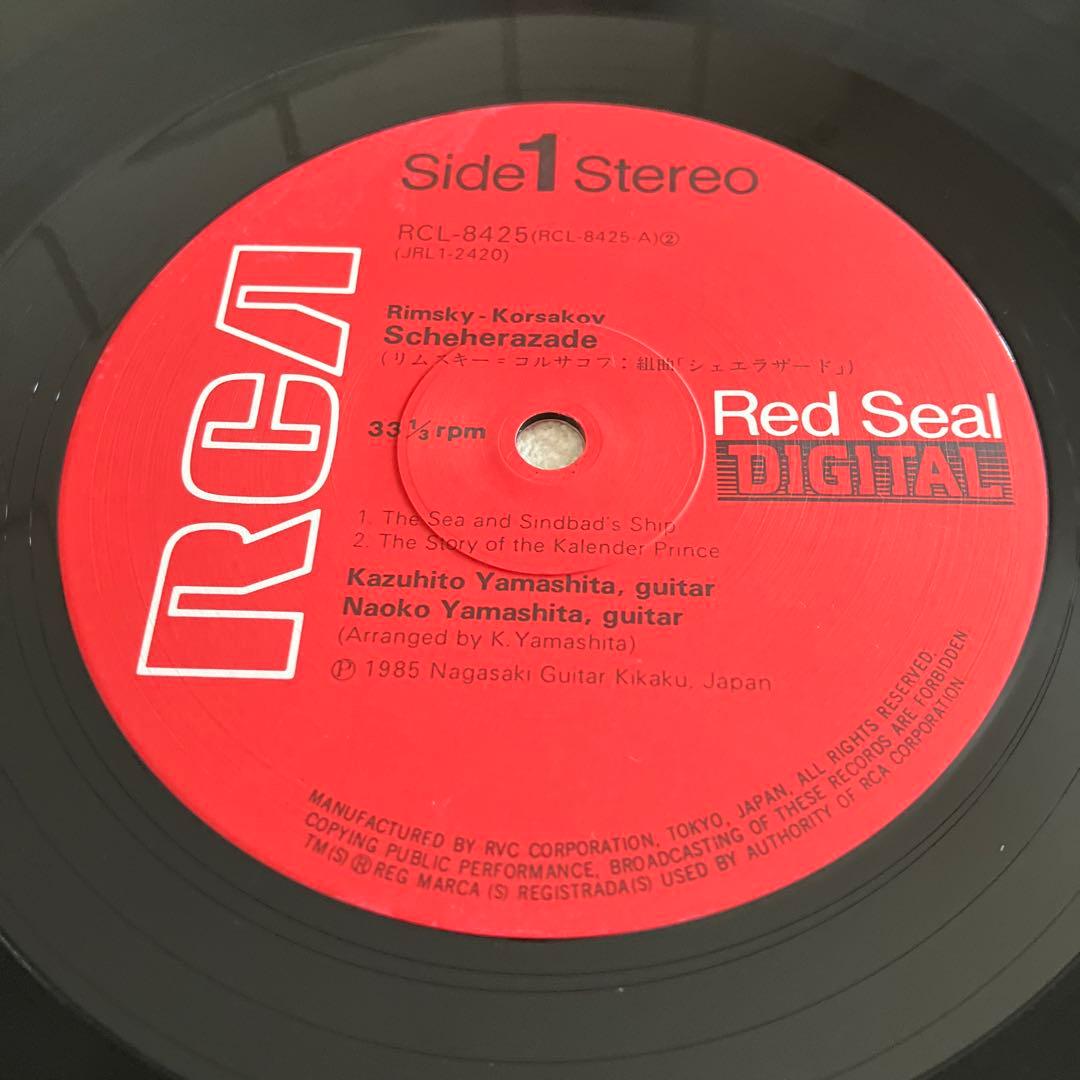 Side 1 Stereo
RCL-8425(RCL-8425-A)②
(JRL1-2420)
Rimsky-Korsakov
Scheherazade
(リムスキー=コルサコフ:組曲「シェエラザード」)
RCA
33 1/3 rpm
Red Seal
DIGITAL
1. The Sea and Sindbad's Ship
2. The Story of the Kalender Prince
Kazuhito Yamashita, guitar
Naoko Yamashita, guitar
(Arranged by K. Yamashita)
Ⓟ 1985 Nagasaki Guitar Kikaku, Japan
MANUFACTURED BY RVC CORPORATION, TOKYO, JAPAN, ALL RIGHTS RESERVED.
COPYING PUBLIC PERFORMANCE, BROADCASTING OF THESE RECORDS ARE FORBIDDEN
TM(S) ® REG MARCA (S) REGISTRADA(S) USED BY AUTHORITY OF RCA CORPORATION